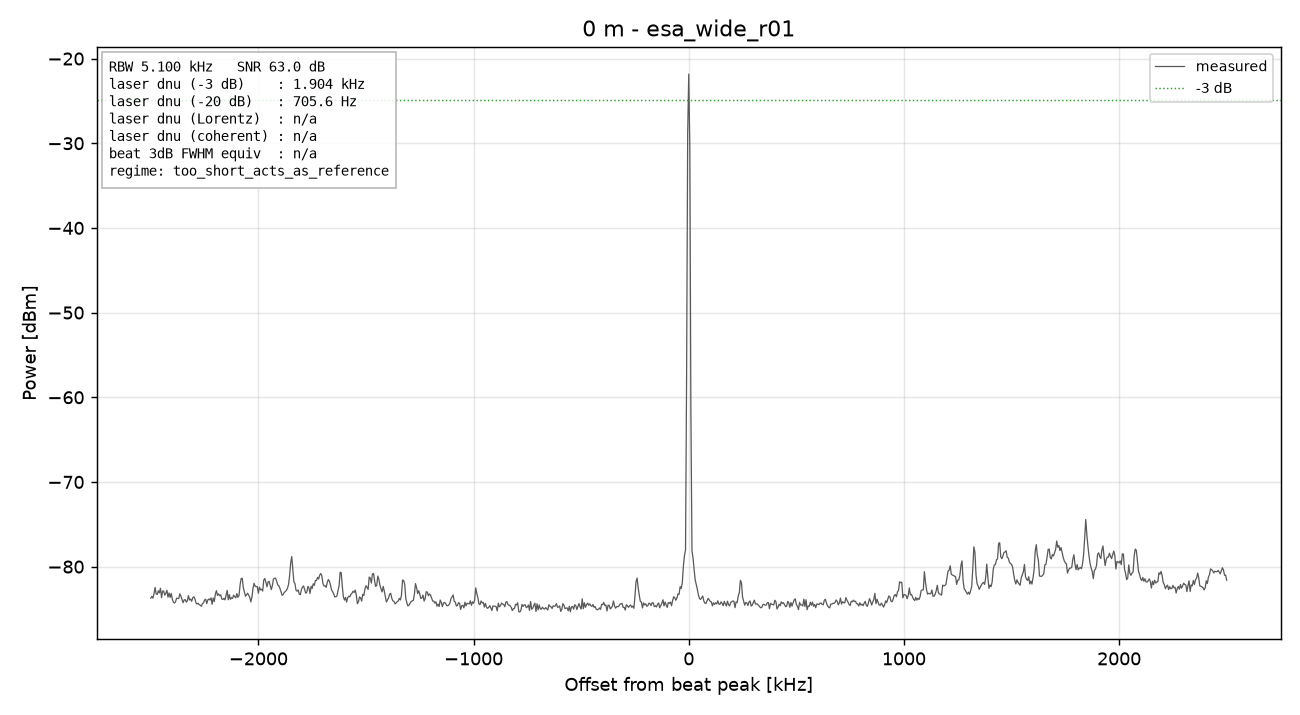 0 m - esa_wide_r01
RBW 5.100 kHz   SNR 63.0 dB
laser dnu (-3 dB)    : 1.904 kHz
laser dnu (-20 dB)   : 705.6 Hz
laser dnu (Lorentz)  : n/a
laser dnu (coherent) : n/a
beat 3dB FWHM equiv  : n/a
regime: too_short_acts_as_reference
measured
-3 dB
Power [dBm]
−20
−30
−40
−50
−60
−70
−80
−2000
−1000
0
1000
2000
Offset from beat peak [kHz]